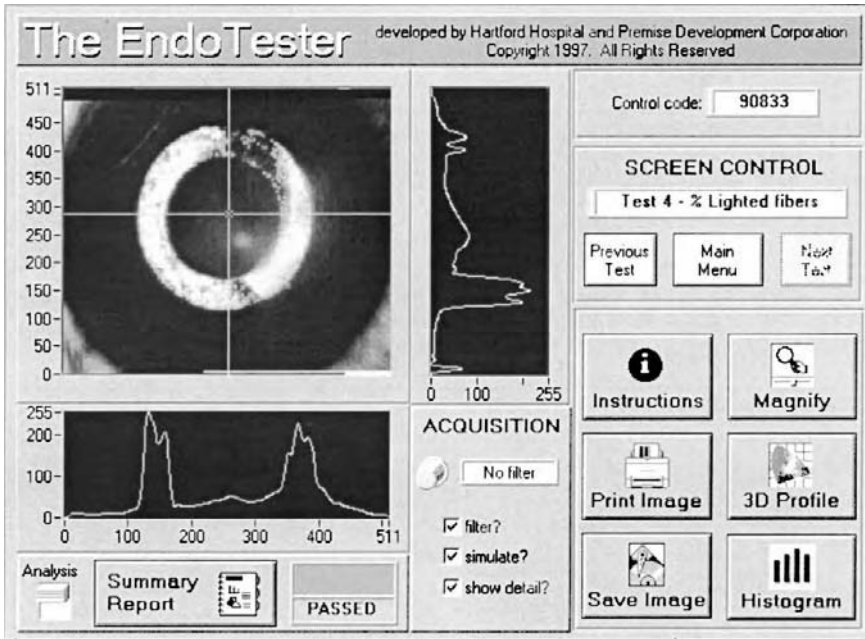 The EndoTester
developed by Hartford Hospital and Premise Development Corporation
Copyright 1997. All Rights Reserved
511
450
400
350
300
250
200
150
100
50
0
0 100 255
255
200
100
0
0 100 200 300 400 511
Control code: 90833
SCREEN CONTROL
Test 4 - % Lighted fibers
Previous
Test
Main
Menu
Next
Test
Instructions
Magnify
Print Image
3D Profile
Save Image
Histogram
ACQUISITION
No filter
filter?
simulate?
show detail?
Analysis
Summary
Report
PASSED